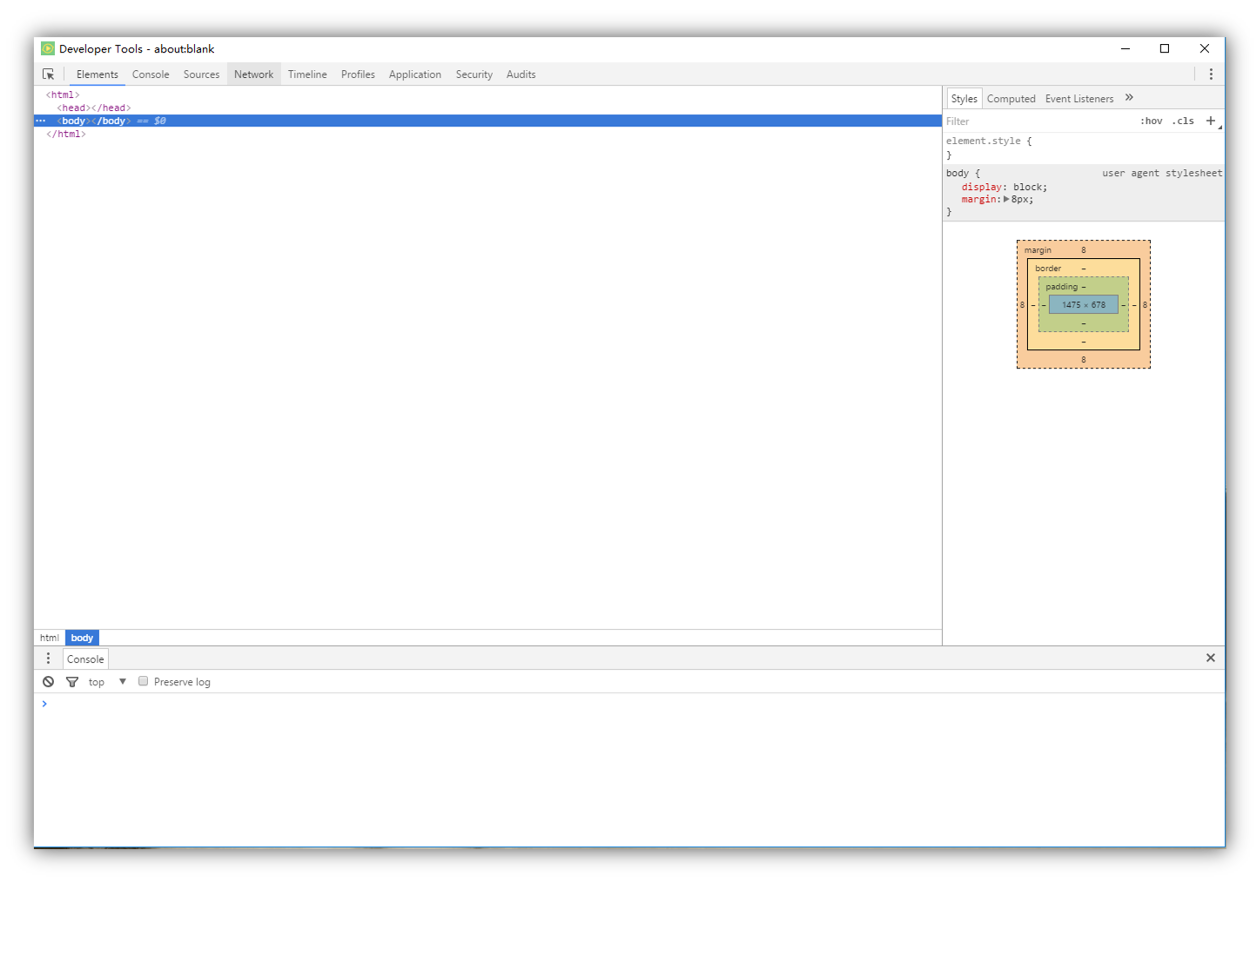 Developer Tools - about:blank
Elements Console Sources Network Timeline Profiles Application Security Audits
<html>
<head></head>
... <body></body> == $0
</html>
html body
Styles Computed Event Listeners »
Filter :hov .cls +
element.style {
}
body { user agent stylesheet
display: block;
margin:▶8px;
}
margin 8
border –
padding –
8 – – 1475 × 678 – – 8
–
–
8
Console
top ▼ Preserve log
>